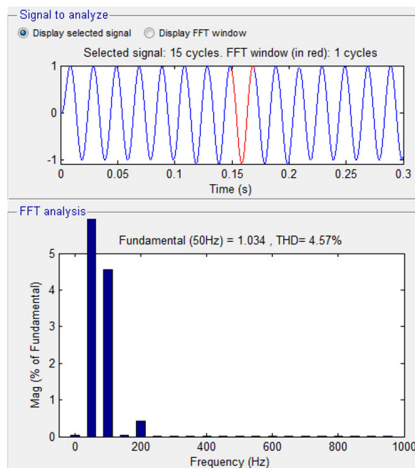 Signal to analyze
Display selected signal Display FFT window
Selected signal: 15 cycles. FFT window (in red): 1 cycles
1
0
-1
0 0.05 0.1 0.15 0.2 0.25 0.3
Time (s)
FFT analysis
Fundamental (50Hz) = 1.034 , THD= 4.57%
5
4
3
2
1
0
Mag (% of Fundamental)
0 200 400 600 800 1000
Frequency (Hz)